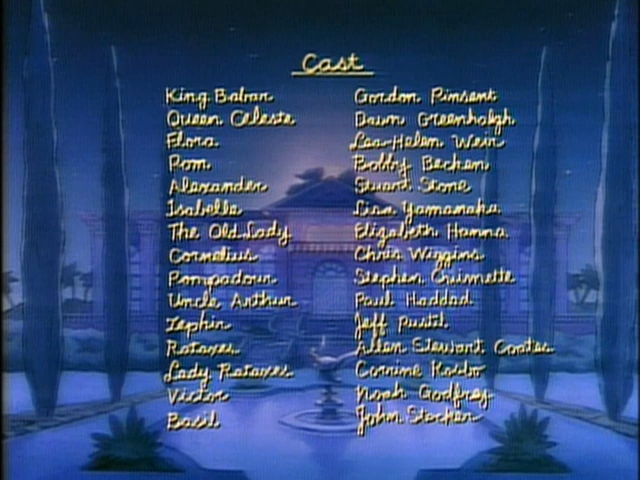 Cast
King Babar Gordon Pinsent
Queen Celeste Dawn Greenhalgh
Flora Lea-Helen Weir
Pom Bobby Becken
Alexander Stuart Stone
Isabelle Lisa Yamanaka
The Old Lady Elizabeth Hanna
Cornelius Chris Wiggins
Pompadour Stephen Ouimette
Uncle Arthur Paul Haddad
Zephir Jeff Pustil
Rataxes Allen Stewart Coates
Lady Rataxes Corrine Koslo
Victor Noah Godfrey
Basil John Stocker